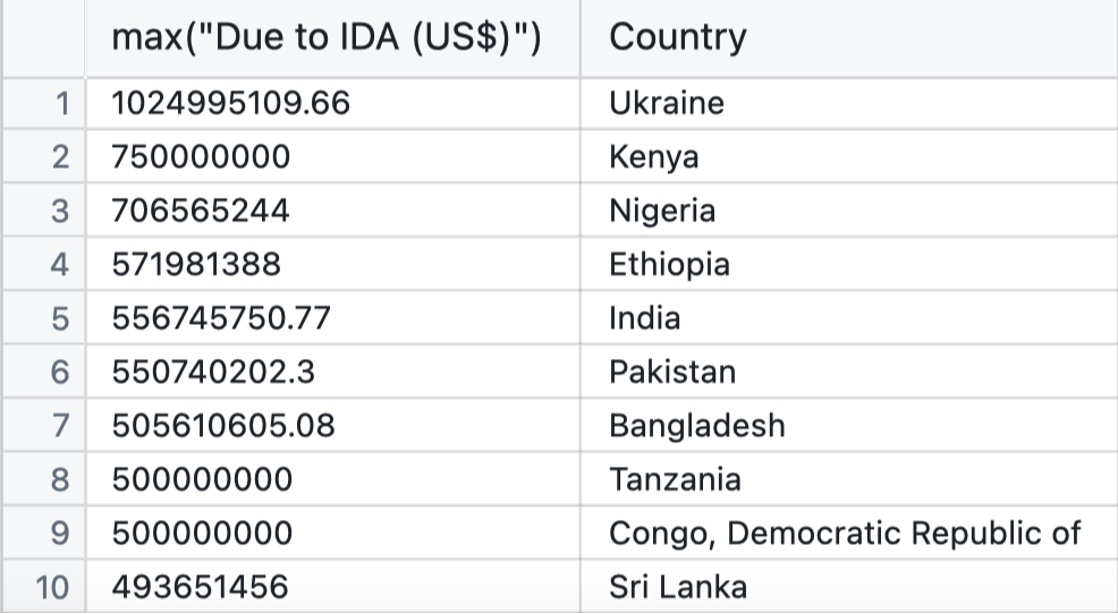 max("Due to IDA (US$)") Country
1 1024995109.66 Ukraine
2 750000000 Kenya
3 706565244 Nigeria
4 571981388 Ethiopia
5 556745750.77 India
6 550740202.3 Pakistan
7 505610605.08 Bangladesh
8 500000000 Tanzania
9 500000000 Congo, Democratic Republic of
10 493651456 Sri Lanka